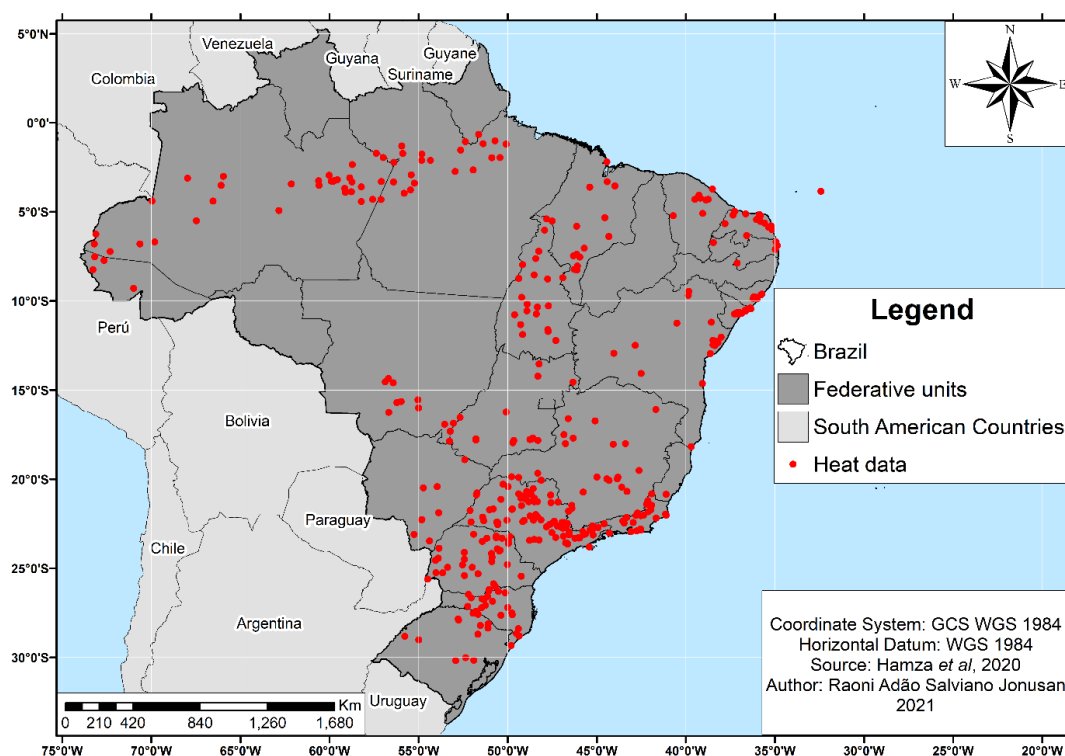 5°0'N
0°0'
5°0'S
10°0'S
15°0'S
20°0'S
25°0'S
30°0'S
Venezuela
Colombia
Guyana
Guyane
Suriname
Perú
Bolivia
Paraguay
Chile
Argentina
Uruguay
N
W
E
S
Legend
Brazil
Federative units
South American Countries
Heat data
Coordinate System: GCS WGS 1984
Horizontal Datum: WGS 1984
Source: Hamza et al, 2020
Author: Raoni Adão Salviano Jonusan
2021
Km
0 210 420 840 1,260 1,680
75°0'W 70°0'W 65°0'W 60°0'W 55°0'W 50°0'W 45°0'W 40°0'W 35°0'W 30°0'W 25°0'W 20°0'W